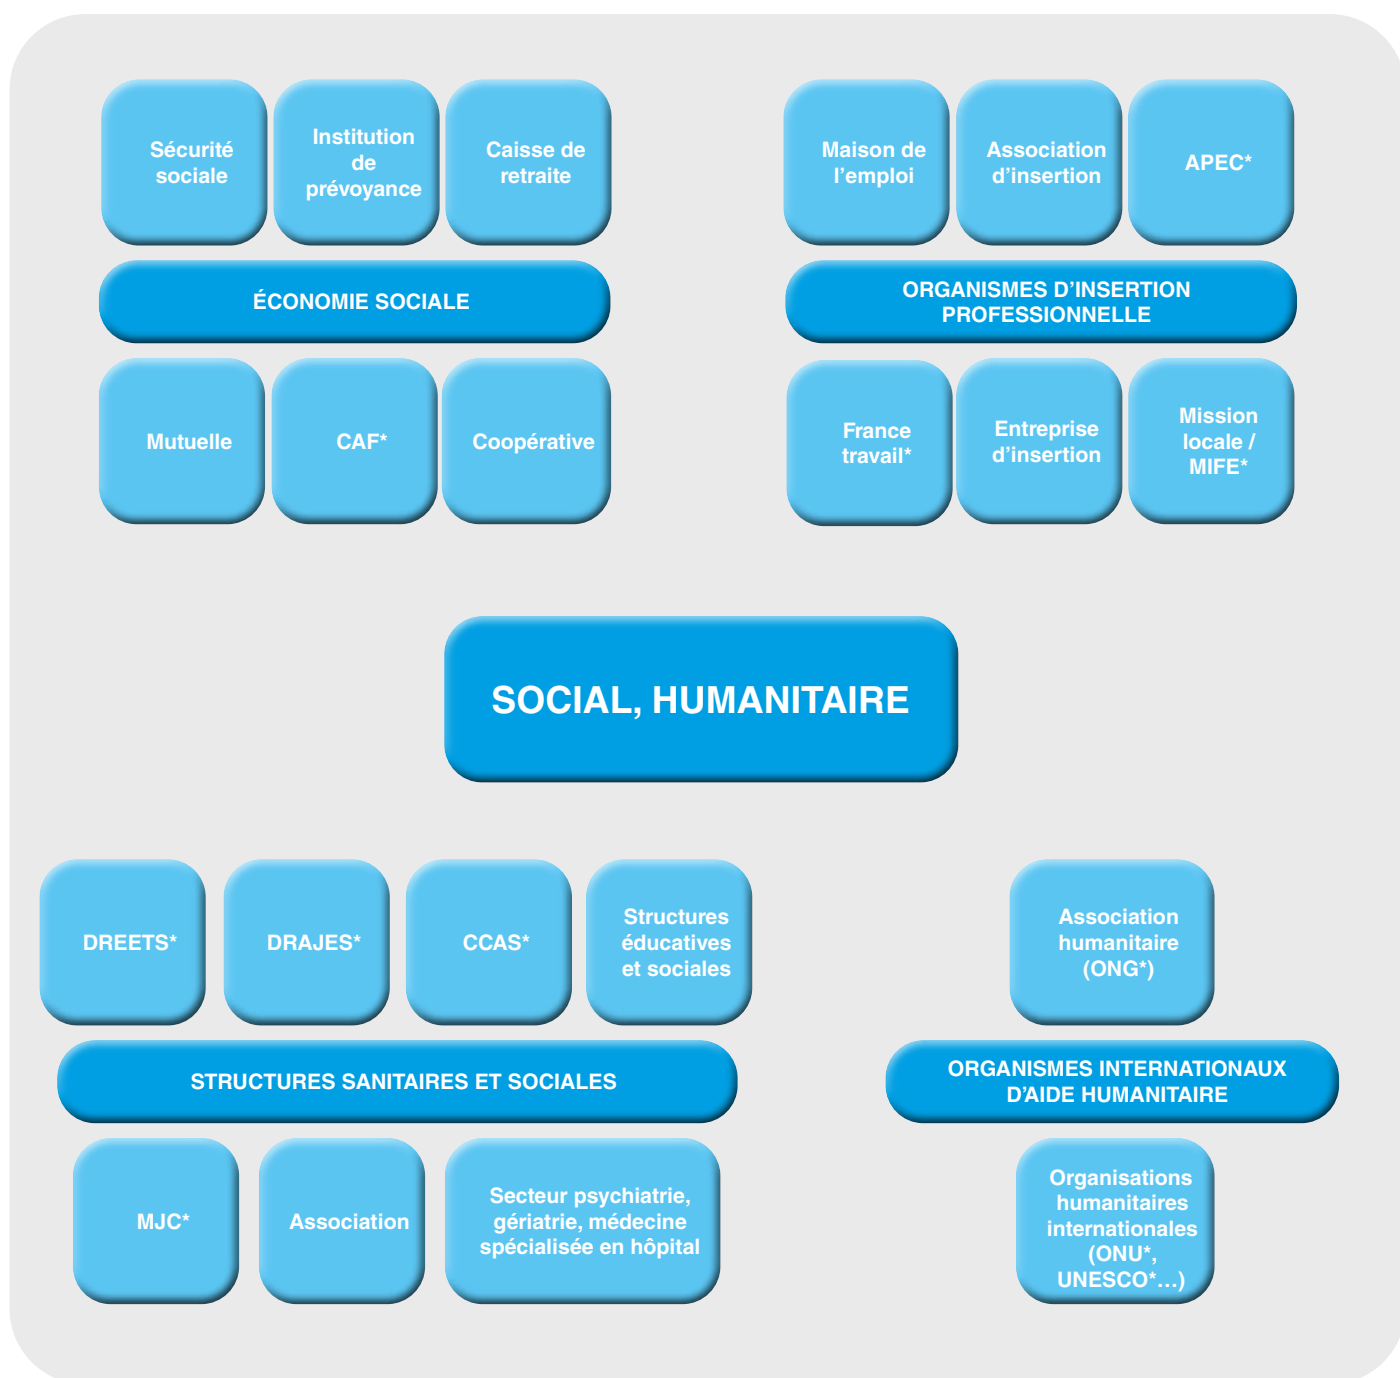 Sécurité
sociale
Institution
de
prévoyance
Caisse de
retraite
ÉCONOMIE SOCIALE
Mutuelle
CAF*
Coopérative
Maison de
l’emploi
Association
d’insertion
APEC*
ORGANISMES D’INSERTION
PROFESSIONNELLE
France
travail*
Entreprise
d’insertion
Mission
locale /
MIFE*
SOCIAL, HUMANITAIRE
DREETS*
DRAJES*
CCAS*
Structures
éducatives
et sociales
STRUCTURES SANITAIRES ET SOCIALES
MJC*
Association
Secteur psychiatrie,
gériatrie, médecine
spécialisée en hôpital
Association
humanitaire
(ONG*)
ORGANISMES INTERNATIONAUX
D’AIDE HUMANITAIRE
Organisations
humanitaires
internationales
(ONU*,
UNESCO*…)